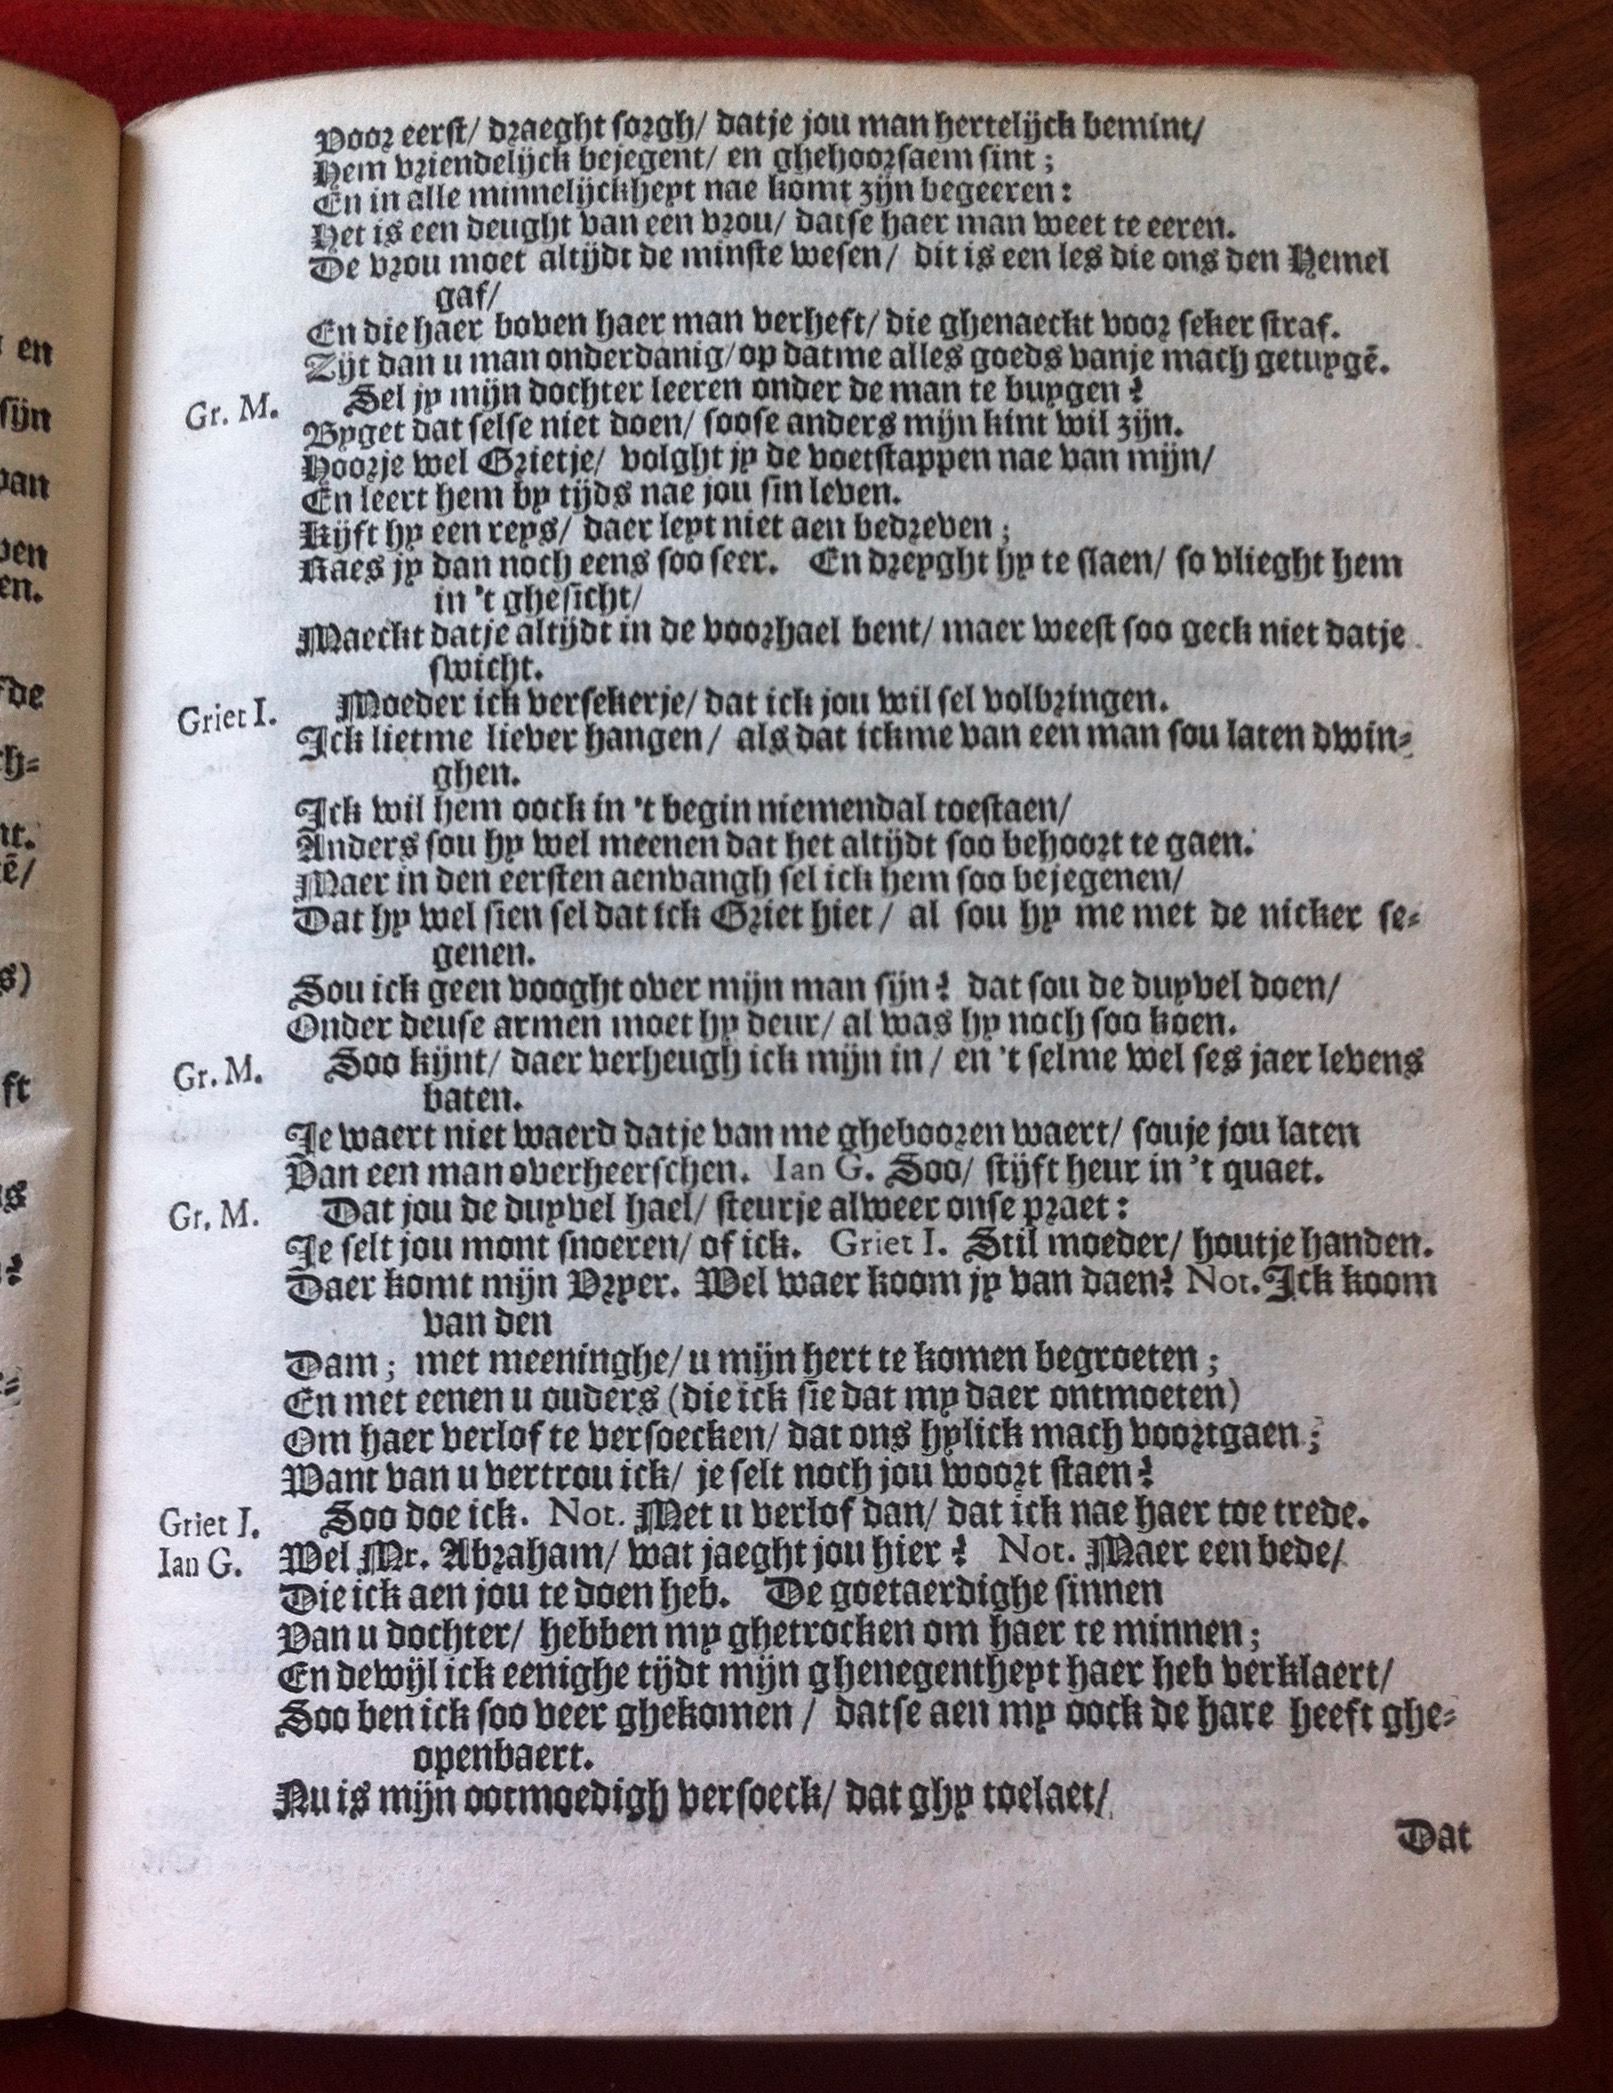 Voor eerst/ draeght sorgh/ datje jou man hertelijck bemint/
Hem vriendelijck bejegent/ en ghehoorsaem sint;
En in alle minnelijckheyt nae komt zijn begeeren:
Het is een deught van een vrou/ datse haer man weet te eeren.
De vrou moet altijdt de minste wesen/ dit is een les die ons den Hemel
gaf/
En die haer boven haer man verheft/ die ghenaeckt voor seker straf.
Zijt dan u man onderdanig/ op datme alles goeds vanje mach getuygē.
Gr. M. Sel jy mijn dochter leeren onder de man te buygen?
Byget dat selse niet doen/ soose anders mijn kint wil zijn.
Hoorje wel Grietje/ volght jy de voetstappen nae van mijn/
En leert hem by tijds nae jou sin leven.
Kijft hy een reys/ daer leyt niet aen bedreven;
Raes jy dan noch eens soo seer. En dreyght hy te slaen/ so vlieght hem
in 't ghesicht/
Maeckt datje altijdt in de voorhael bent/ maer weest soo geck niet datje
swicht.
Griet I. Moeder ick versekerje/ dat ick jou wil sel volbringen.
Ick lietme liever hangen/ als dat ickme van een man sou laten dwin-
ghen.
Ick wil hem oock in 't begin niemendal toestaen/
Anders sou hy wel meenen dat het altijdt soo behoort te gaen.
Maer in den eersten aenvangh sel ick hem soo bejegenen/
Dat hy wel sien sel dat ick Griet hiet/ al sou hy me met de nicker se-
genen.
Sou ick geen vooght over mijn man sijn? dat sou de duyvel doen/
Onder deuse armen moet hy deur/ al was hy noch soo koen.
Gr. M. Soo kijnt/ daer verheugh ick mijn in/ en 't selme wel ses jaer levens
baten.
Je waert niet waerd datje van me ghebooren waert/ souje jou laten
Van een man overheerschen. Ian G. Soo/ stijft heur in 't quaet.
Gr. M. Dat jou de duyvel hael/ steurje alweer onse praet:
Je selt jou mont snoeren/ of ick. Griet I. Stil moeder/ houtje handen.
Daer komt mijn Vryer. Wel waer koom jy van daen? Not. Ick koom
van den
Dam; met meeninghe/ u mijn hert te komen begroeten;
En met eenen u ouders (die ick sie dat my daer ontmoeten)
Om haer verlof te versoecken/ dat ons hylick mach voortgaen;
Want van u vertrou ick/ je selt noch jou woort staen?
Griet I. Soo doe ick. Not. Met u verlof dan/ dat ick nae haer toe trede.
Ian G. Wel Mr. Abraham/ wat jaeght jou hier? Not. Maer een bede/
Die ick aen jou te doen heb. De goetaerdighe sinnen
Van u dochter/ hebben my ghetrocken om haer te minnen;
En dewijl ick eenighe tijdt mijn ghenegentheyt haer heb verklaert/
Soo ben ick soo veer ghekomen/ datse aen my oock de hare heeft ghe-
openbaert.
Nu is mijn ootmoedigh versoeck/ dat ghy toelaet/
Dat